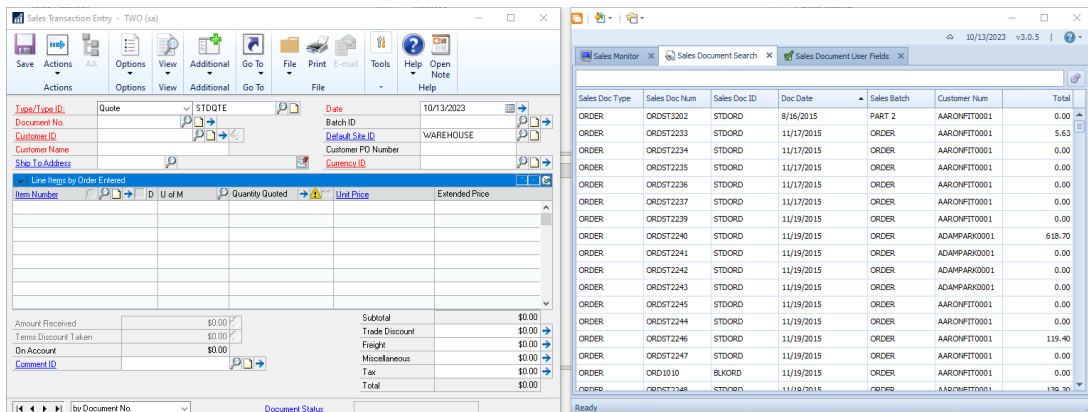 Sales Transaction Entry - TWO (sa)
Save Actions AA Options View Additional Go To File Print E-mail Tools Help Open Note
Actions Options View Additional Go To File Help
Type/Type ID: Quote STDQTE Date 10/13/2023
Document No. Batch ID
Customer ID Default Site ID WAREHOUSE
Customer Name Customer PO Number
Ship To Address Currency ID
Line Items by Order Entered
Item Number D U of M Quantity Quoted Unit Price Extended Price
Amount Received $0.00 Subtotal $0.00
Terms Discount Taken $0.00 Trade Discount $0.00
On Account $0.00 Freight $0.00
Comment ID Miscellaneous $0.00
Tax $0.00
Total $0.00
by Document No. Document Status
10/13/2023 v3.0.5
Sales Monitor Sales Document Search Sales Document User Fields
Sales Doc Type Sales Doc Num Sales Doc ID Doc Date Sales Batch Customer Num Total
ORDER ORDST3202 STDORD 8/16/2015 PART 2 AARONFIT0001 0.00
ORDER ORDST2233 STDORD 11/17/2015 ORDER AARONFIT0001 5.63
ORDER ORDST2234 STDORD 11/17/2015 ORDER AARONFIT0001 0.00
ORDER ORDST2235 STDORD 11/17/2015 ORDER AARONFIT0001 0.00
ORDER ORDST2236 STDORD 11/17/2015 ORDER AARONFIT0001 0.00
ORDER ORDST2237 STDORD 11/17/2015 ORDER AARONFIT0001 0.00
ORDER ORDST2239 STDORD 11/19/2015 ORDER AARONFIT0001 0.00
ORDER ORDST2240 STDORD 11/19/2015 ORDER ADAMPARK0001 618.70
ORDER ORDST2241 STDORD 11/19/2015 ORDER ADAMPARK0001 0.00
ORDER ORDST2242 STDORD 11/19/2015 ORDER ADAMPARK0001 0.00
ORDER ORDST2243 STDORD 11/19/2015 ORDER ADAMPARK0001 0.00
ORDER ORDST2245 STDORD 11/19/2015 ORDER AARONFIT0001 0.00
ORDER ORDST2244 STDORD 11/19/2015 ORDER AARONFIT0001 0.00
ORDER ORDST2246 STDORD 11/19/2015 ORDER AARONFIT0001 119.40
ORDER ORDST2247 STDORD 11/19/2015 ORDER AARONFIT0001 0.00
ORDER ORD1010 BLKORD 11/19/2015 ORDER AARONFIT0001 0.00
ORDER ORDST2248 STDORD 11/19/2015 ORDER AARONFIT0001 139.30
Ready